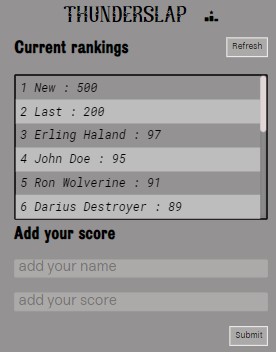 THUNDERSLAP
Current rankings
Refresh
1 New : 500
2 Last : 200
3 Erling Haland : 97
4 John Doe : 95
5 Ron Wolverine : 91
6 Darius Destroyer : 89
Add your score
add your name
add your score
Submit